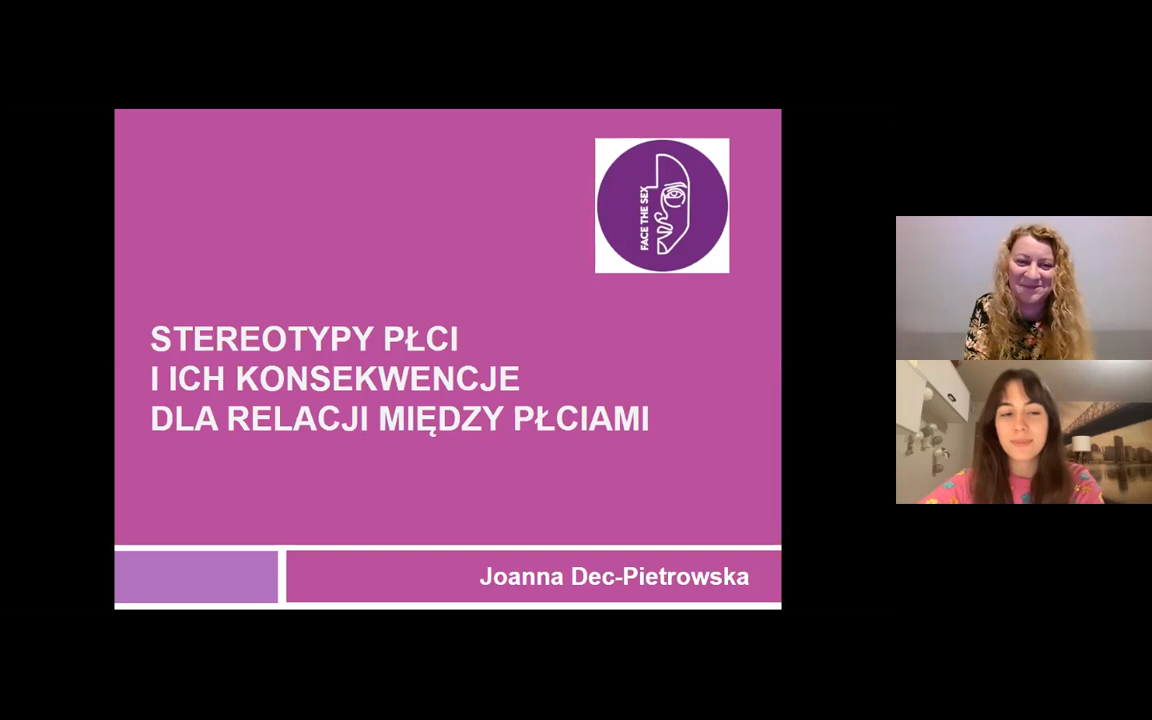 FACE THE SEX
STEREOTYPY PŁCI
I ICH KONSEKWENCJE
DLA RELACJI MIĘDZY PŁCIAMI
Joanna Dec-Pietrowska